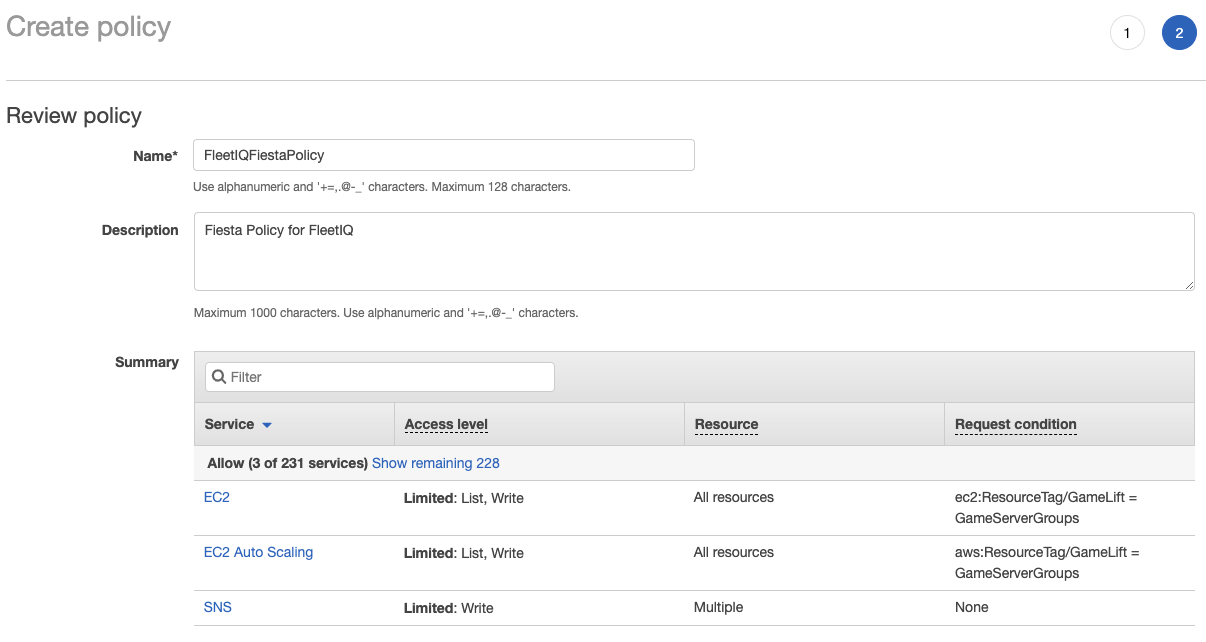 Create policy
1
2
Review policy
Name*
FleetIQFiestaPolicy
Use alphanumeric and '+=,.@-_' characters. Maximum 128 characters.
Description
Fiesta Policy for FleetIQ
Maximum 1000 characters. Use alphanumeric and '+=,.@-_' characters.
Summary
Filter
Service Access level Resource Request condition
Allow (3 of 231 services) Show remaining 228
EC2 Limited: List, Write All resources ec2:ResourceTag/GameLift =
GameServerGroups
EC2 Auto Scaling Limited: List, Write All resources aws:ResourceTag/GameLift =
GameServerGroups
SNS Limited: Write Multiple None